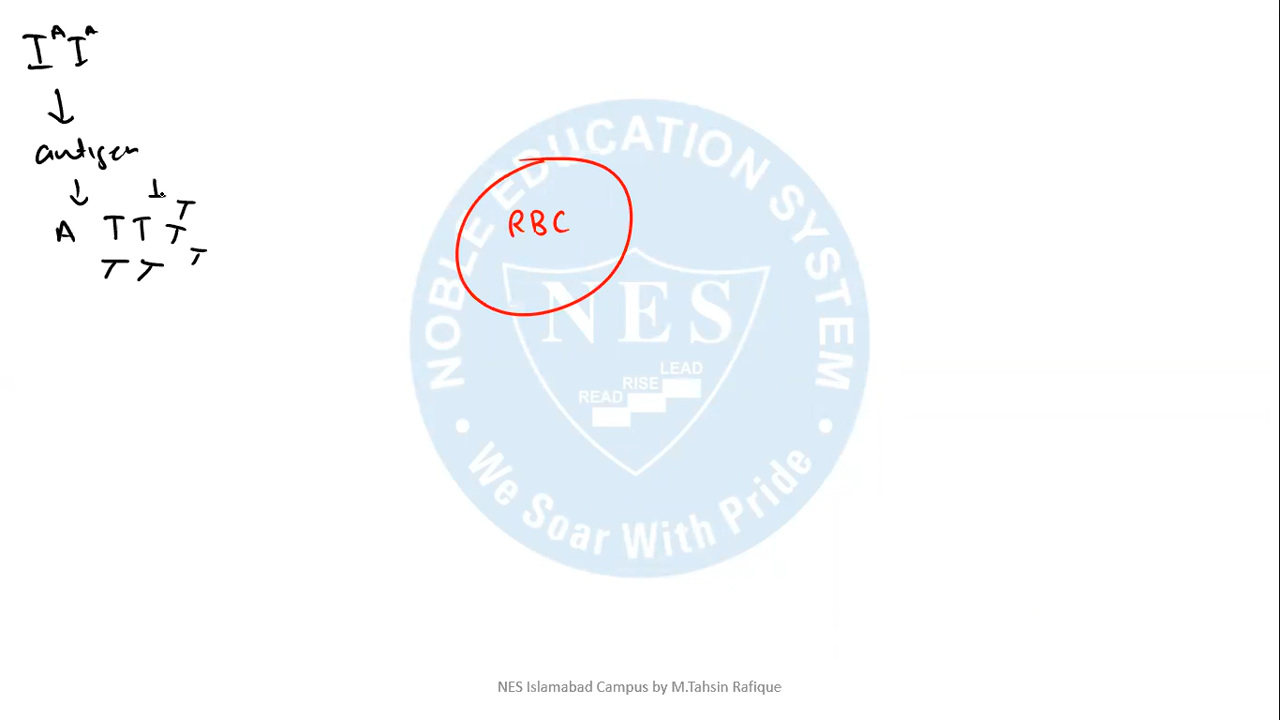 IᴬIᴬ
↓
antigen
↓
A T T T T
T T T
RBC
NOBLE EDUCATION SYSTEM
NES
LEAD
RISE
READ
• We Soar With Pride •
NES Islamabad Campus by M.Tahsin Rafique